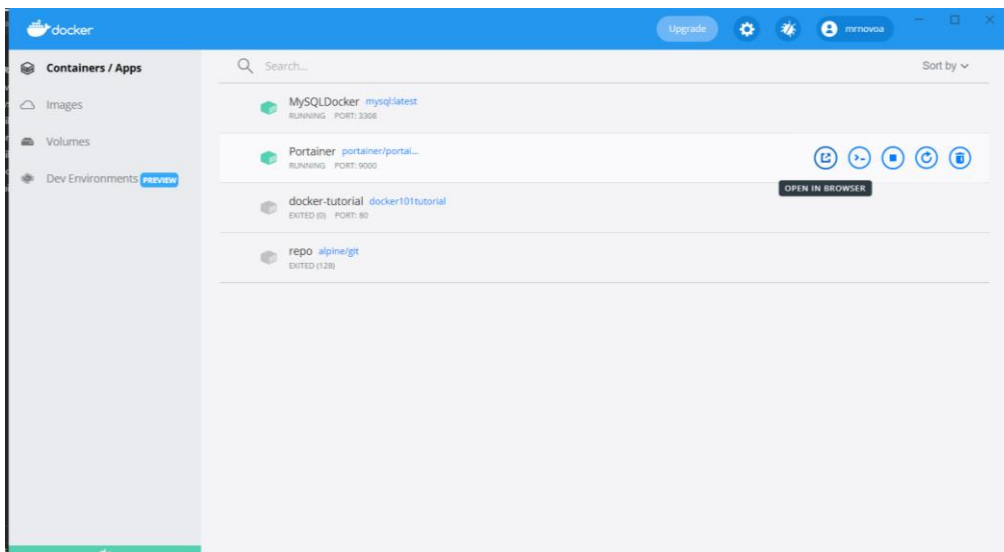 docker
Upgrade
mrnovoa
Containers / Apps
Images
Volumes
Dev Environments PREVIEW
Search...
Sort by
MySQLDocker mysql:latest
RUNNING PORT: 3306
Portainer portainer/portai...
RUNNING PORT: 9000
OPEN IN BROWSER
docker-tutorial docker101tutorial
EXITED (0) PORT: 80
repo alpine/git
EXITED (128)